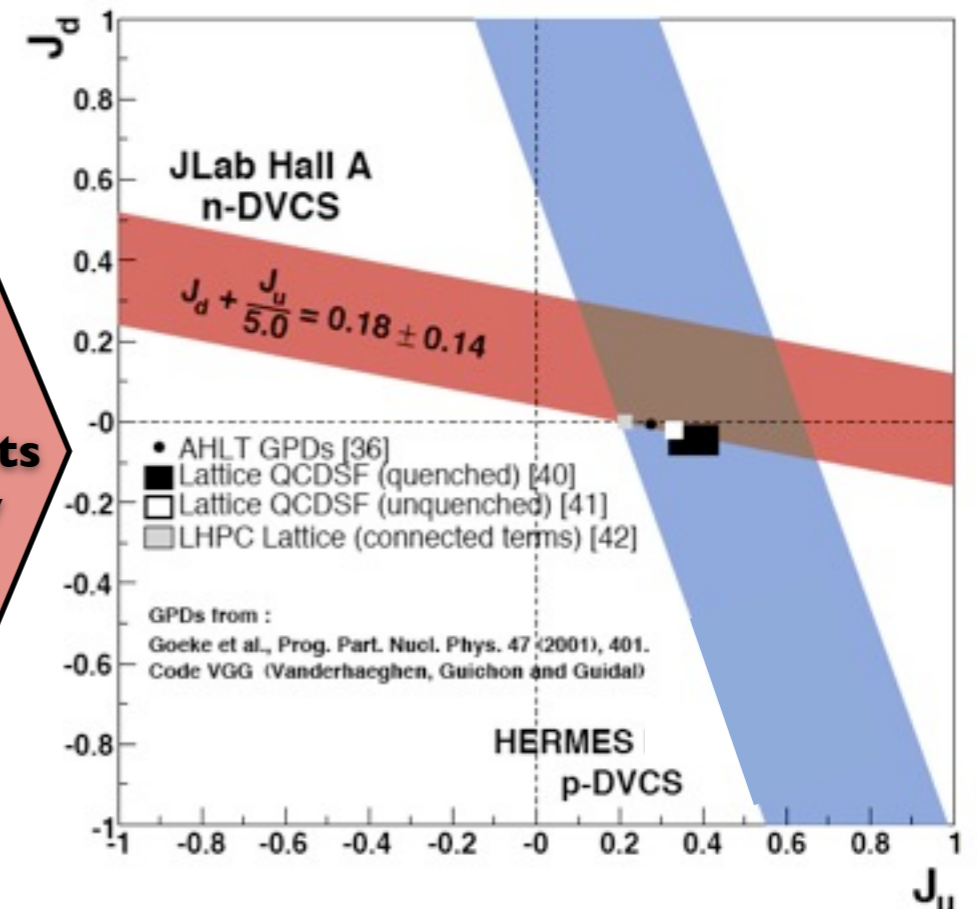 J_d
1
0.8
0.6
0.4
0.2
-0
-0.2
-0.4
-0.6
-0.8
-1
JLab Hall A
n-DVCS
J_d + J_u/5.0 = 0.18 ± 0.14
ts
AHLT GPDs [36]
Lattice QCDSF (quenched) [40]
Lattice QCDSF (unquenched) [41]
LHPC Lattice (connected terms) [42]
GPDs from :
Goeke et al., Prog. Part. Nucl. Phys. 47 (2001), 401.
Code VGG (Vanderhaeghen, Guichon and Guidal)
HERMES
p-DVCS
-1 -0.8 -0.6 -0.4 -0.2 -0 0.2 0.4 0.6 0.8 1
J_u